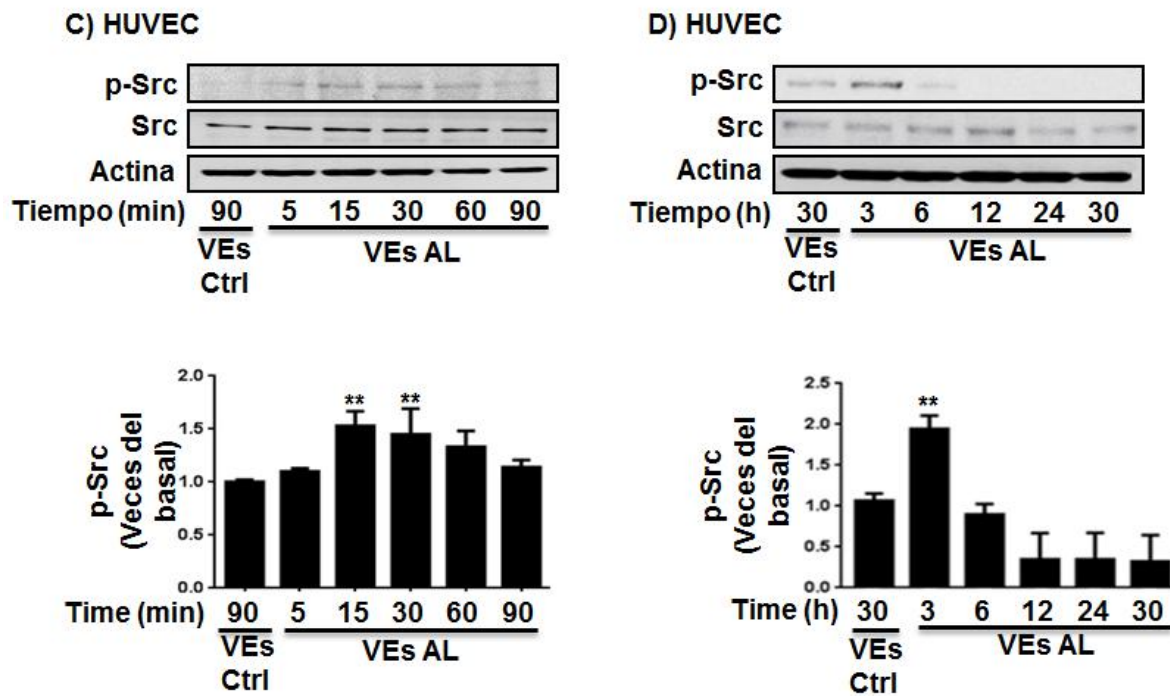 C) HUVEC
p-Src
Src
Actina
Tiempo (min) 90 5 15 30 60 90
VEs Ctrl
VEs AL
p-Src
(Veces del
basal)
2.0
1.5
1.0
0.5
0.0
** **
Time (min) 90 5 15 30 60 90
VEs Ctrl
VEs AL
D) HUVEC
p-Src
Src
Actina
Tiempo (h) 30 3 6 12 24 30
VEs Ctrl
VEs AL
p-Src
(Veces del
basal)
2.5
2.0
1.5
1.0
0.5
0.0
**
Time (h) 30 3 6 12 24 30
VEs Ctrl
VEs AL